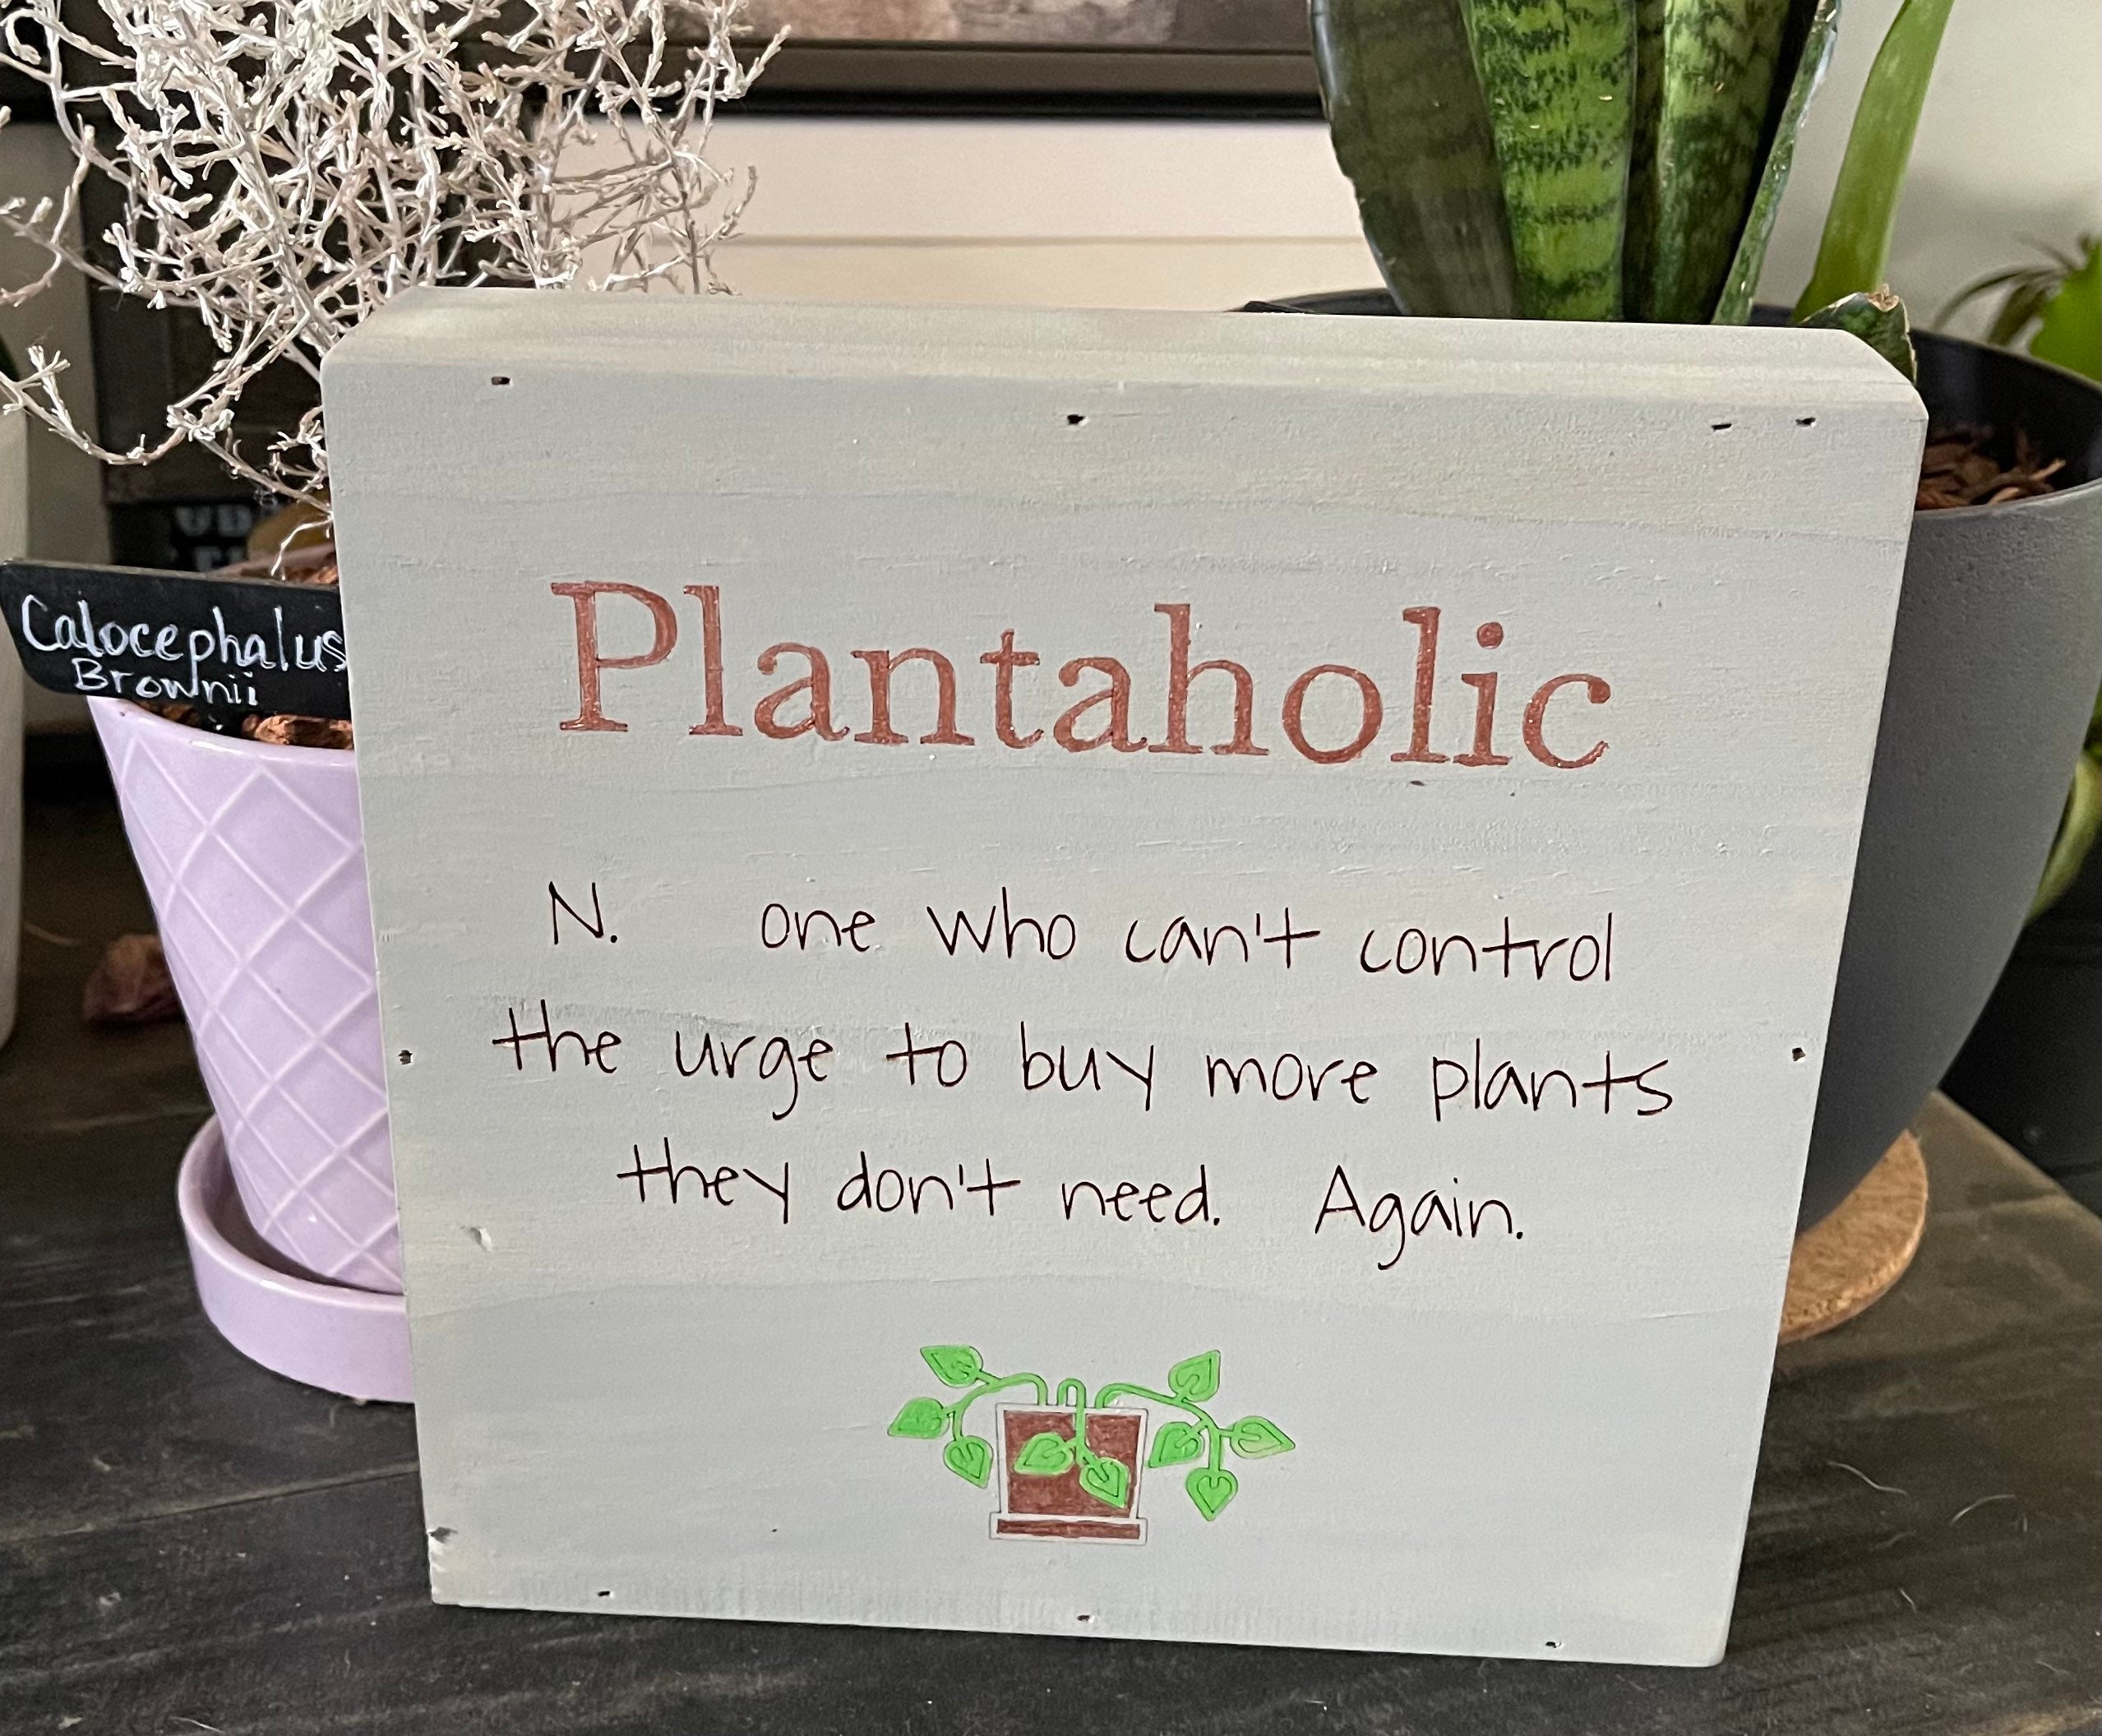 Plantaholic
N. one who can't control
the urge to buy more plants
they don't need. Again.
Calocephalus
Brownii